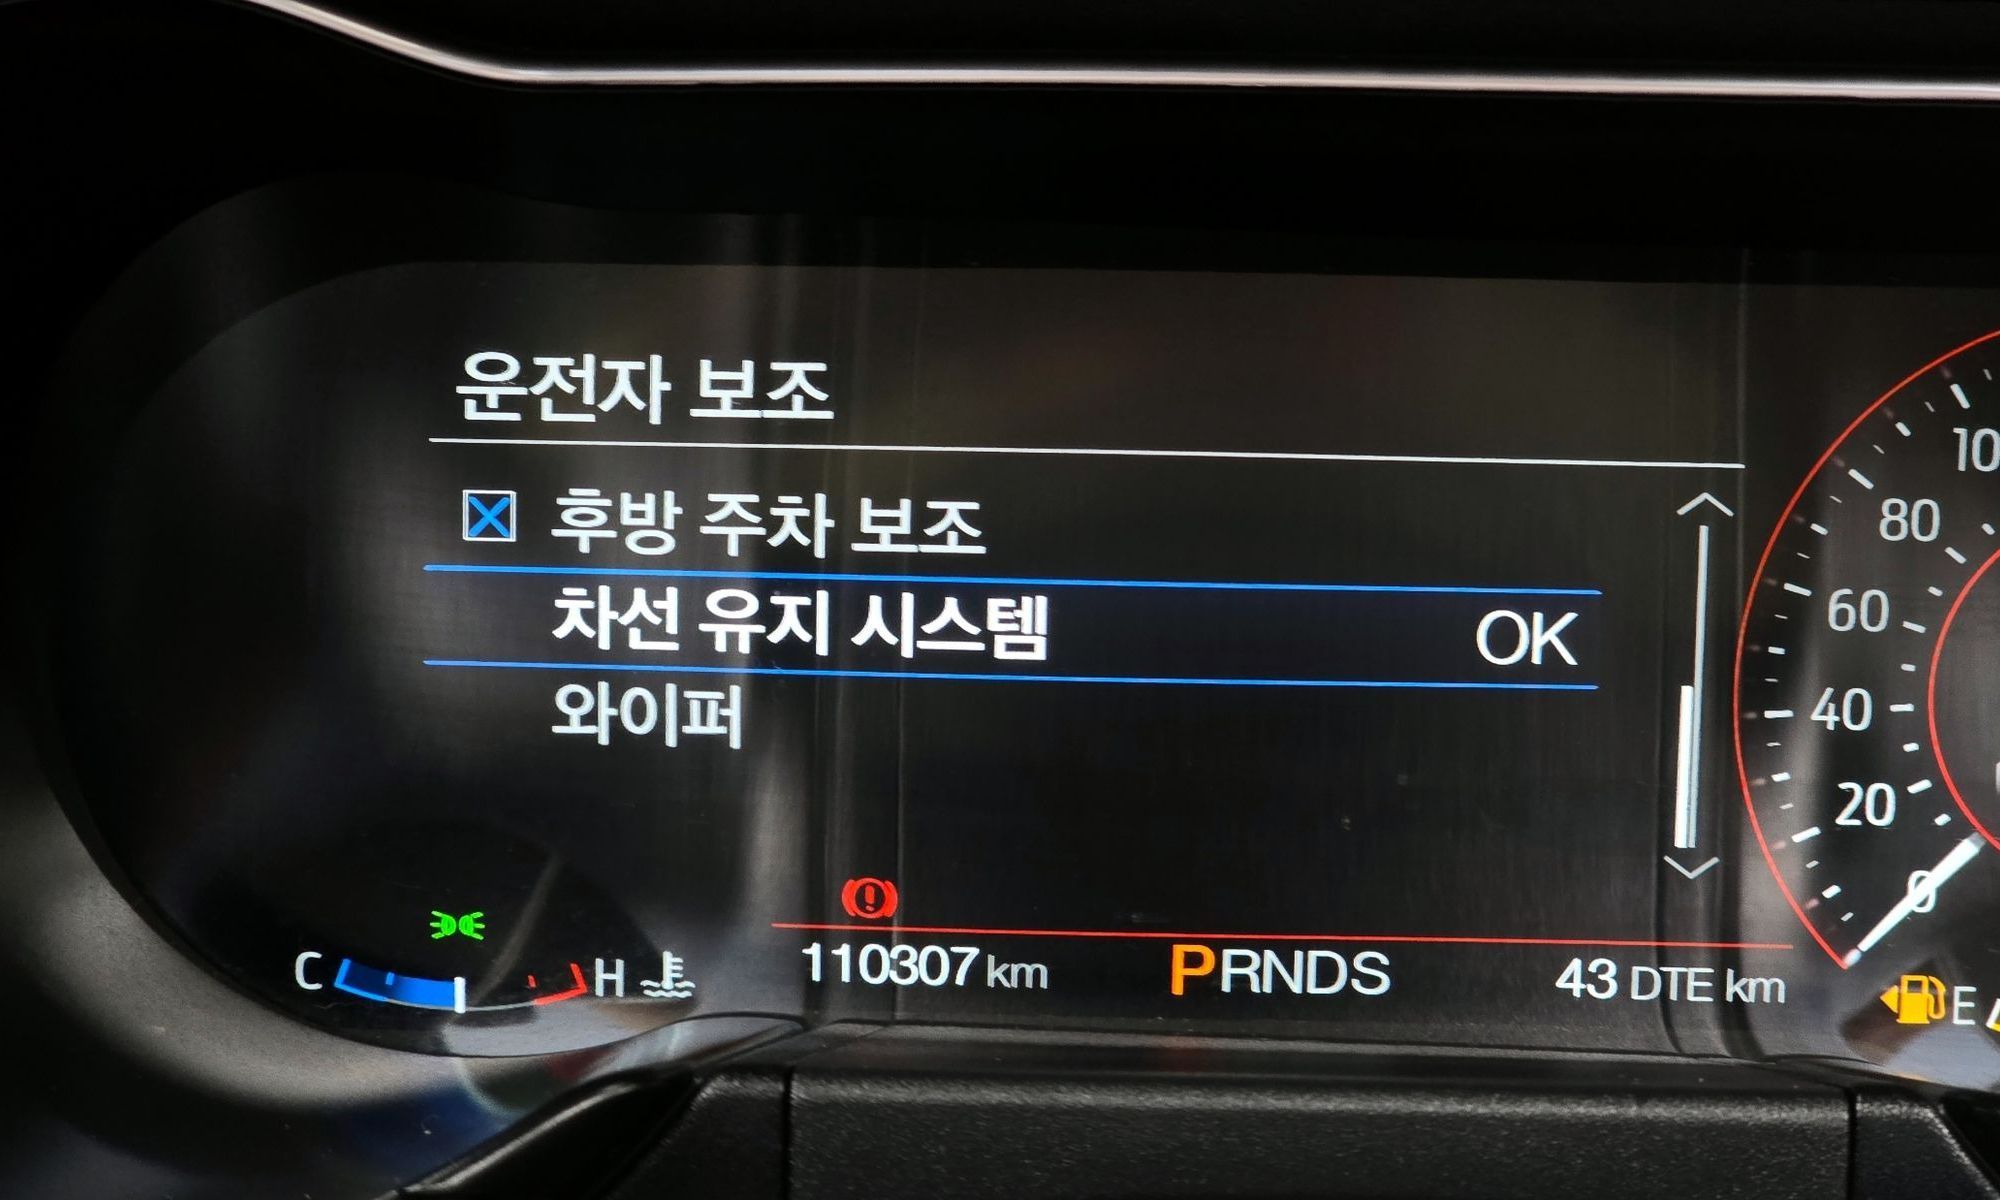 운전자 보조
후방 주차 보조
차선 유지 시스템 OK
와이퍼
10
80
60
40
20
0
C H
110307 km PRNDS 43 DTE km
E